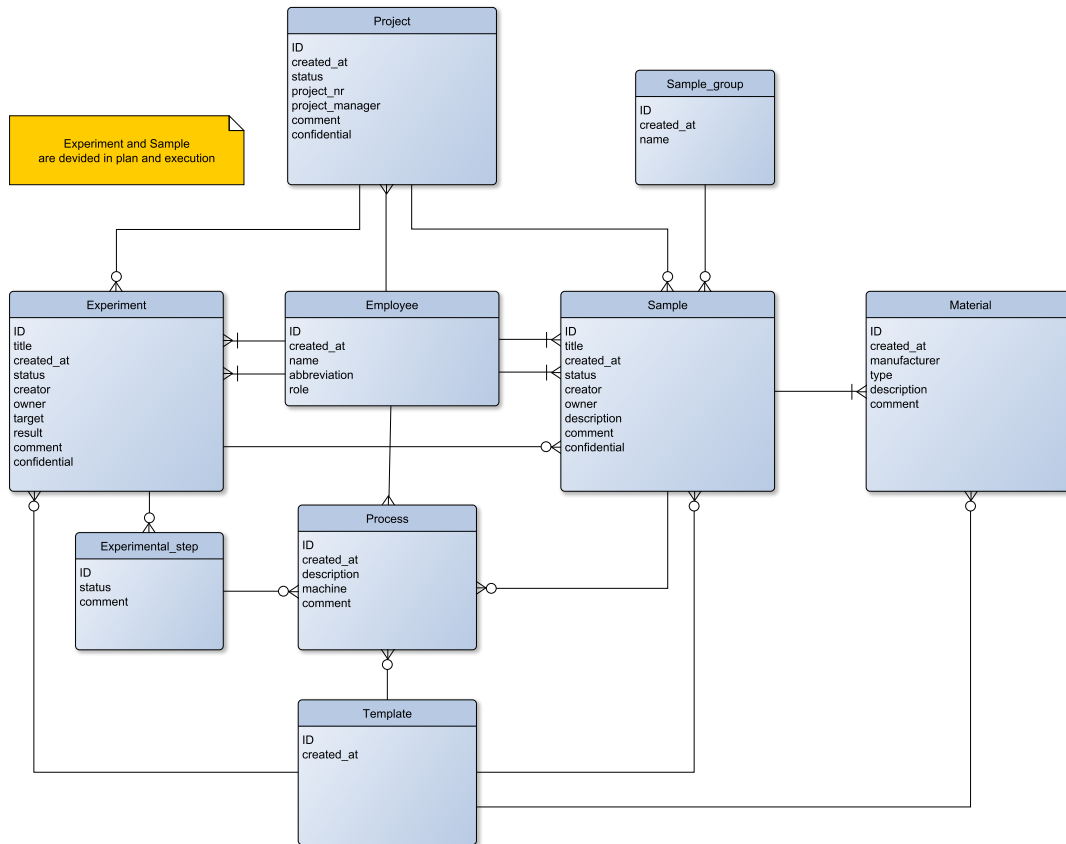 Project
ID
created_at
status
project_nr
project_manager
comment
confidential
Sample_group
ID
created_at
name
Experiment and Sample
are devided in plan and execution
Experiment
ID
title
created_at
status
creator
owner
target
result
comment
confidential
Employee
ID
created_at
name
abbreviation
role
Sample
ID
title
created_at
status
creator
owner
description
comment
confidential
Material
ID
created_at
manufacturer
type
description
comment
Experimental_step
ID
status
comment
Process
ID
created_at
description
machine
comment
Template
ID
created_at